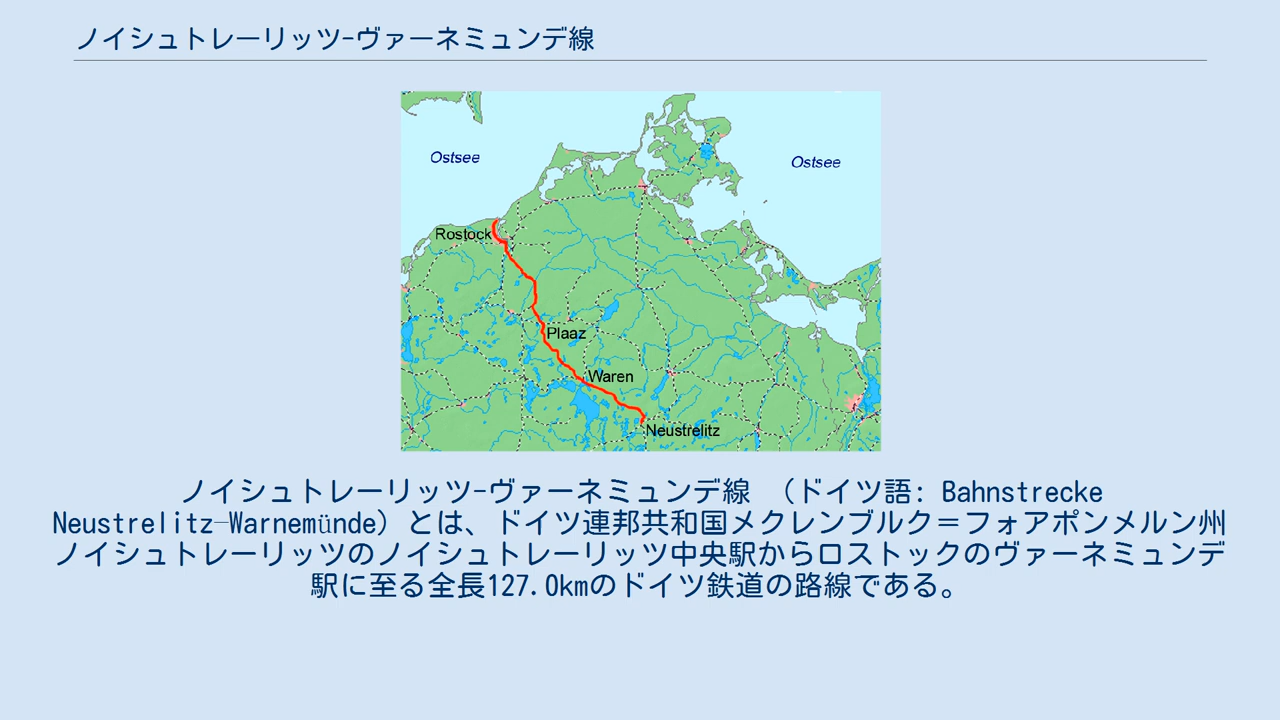 ノイシュトレーリッツ-ヴァーネミュンデ線
Ostsee
Ostsee
Rostock
Plaaz
Waren
Neustrelitz
ノイシュトレーリッツ-ヴァーネミュンデ線 （ドイツ語: Bahnstrecke
Neustrelitz–Warnemünde）とは、ドイツ連邦共和国メクレンブルク＝フォアポンメルン州
ノイシュトレーリッツのノイシュトレーリッツ中央駅からロストックのヴァーネミュンデ
駅に至る全長127.0kmのドイツ鉄道の路線である。